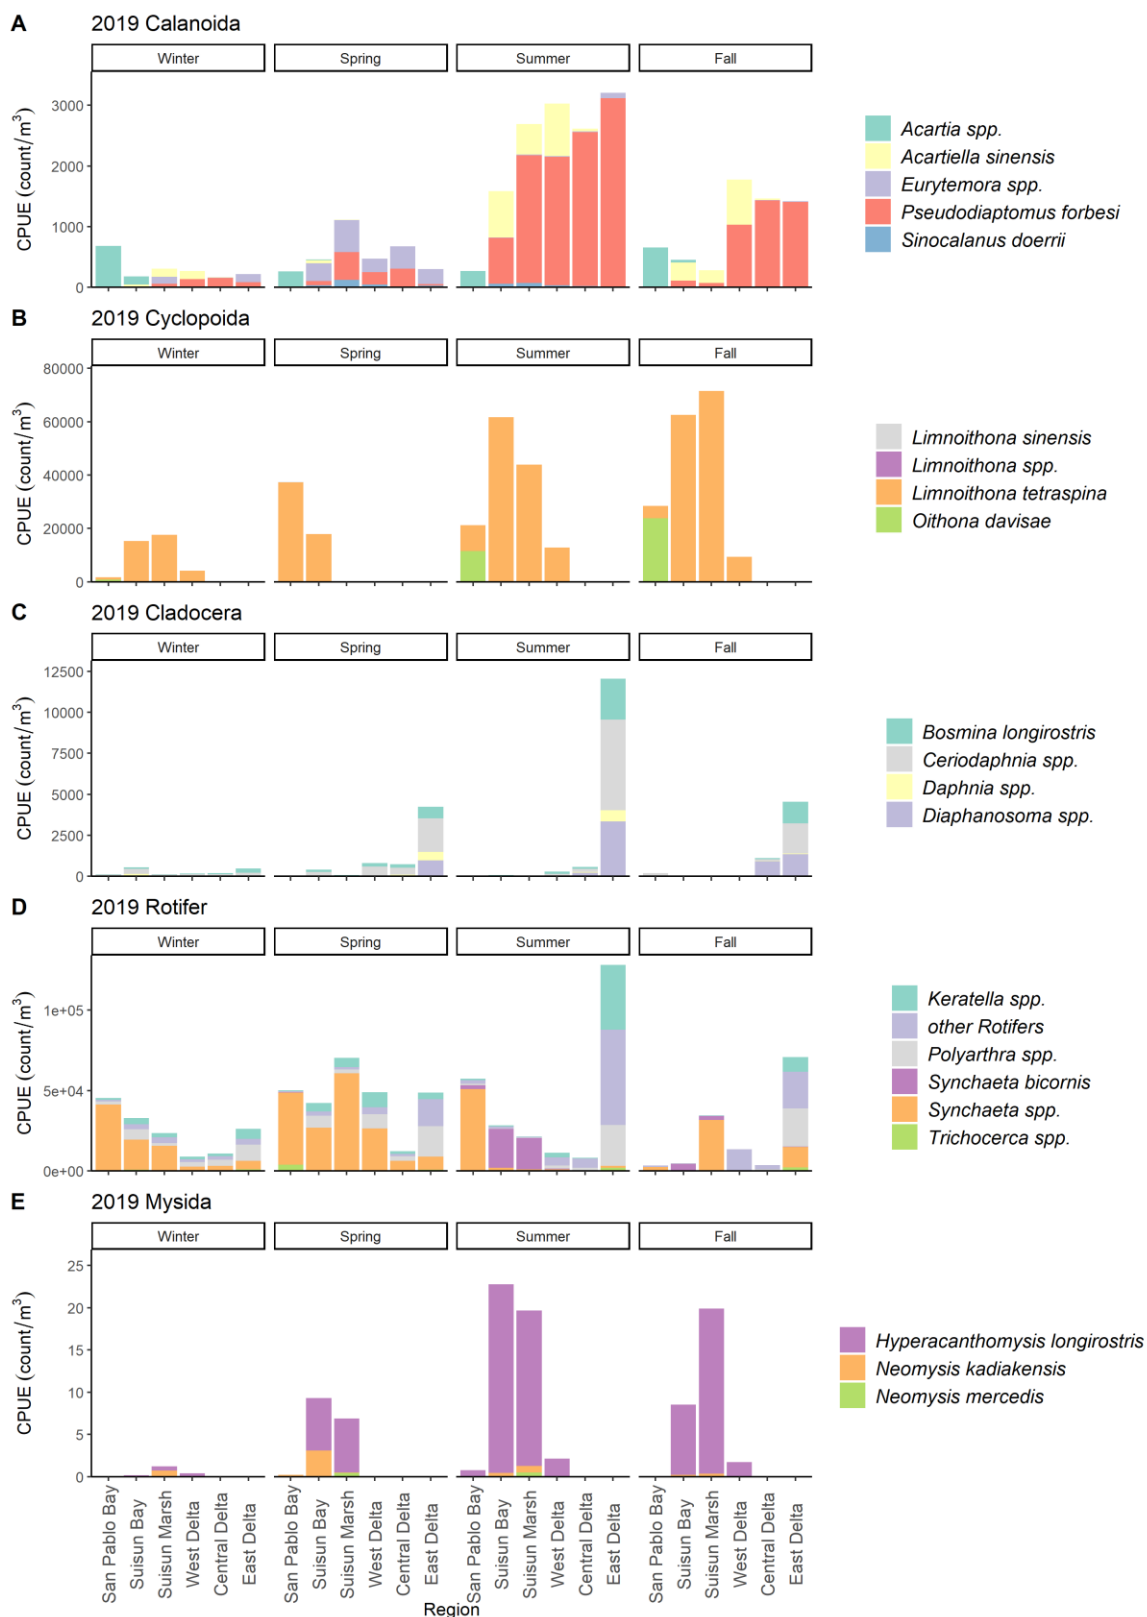 A 2019 Calanoida
Winter Spring Summer Fall
CPUE (count/m³)
3000
2000
1000
0
Acartia spp.
Acartiella sinensis
Eurytemora spp.
Pseudodiaptomus forbesi
Sinocalanus doerrii
B 2019 Cyclopoida
Winter Spring Summer Fall
CPUE (count/m³)
80000
60000
40000
20000
0
Limnoithona sinensis
Limnoithona spp.
Limnoithona tetraspina
Oithona davisae
C 2019 Cladocera
Winter Spring Summer Fall
CPUE (count/m³)
12500
10000
7500
5000
2500
0
Bosmina longirostris
Ceriodaphnia spp.
Daphnia spp.
Diaphanosoma spp.
D 2019 Rotifer
Winter Spring Summer Fall
CPUE (count/m³)
1e+05
5e+04
0e+00
Keratella spp.
other Rotifers
Polyarthra spp.
Synchaeta bicornis
Synchaeta spp.
Trichocerca spp.
E 2019 Mysida
Winter Spring Summer Fall
CPUE (count/m³)
25
20
15
10
5
0
Hyperacanthomysis longirostris
Neomysis kadiakensis
Neomysis mercedis
San Pablo Bay
Suisun Bay
Suisun Marsh
West Delta
Central Delta
East Delta
San Pablo Bay
Suisun Bay
Suisun Marsh
West Delta
Central Delta
East Delta
San Pablo Bay
Suisun Bay
Suisun Marsh
West Delta
Central Delta
East Delta
San Pablo Bay
Suisun Bay
Suisun Marsh
West Delta
Central Delta
East Delta
Region